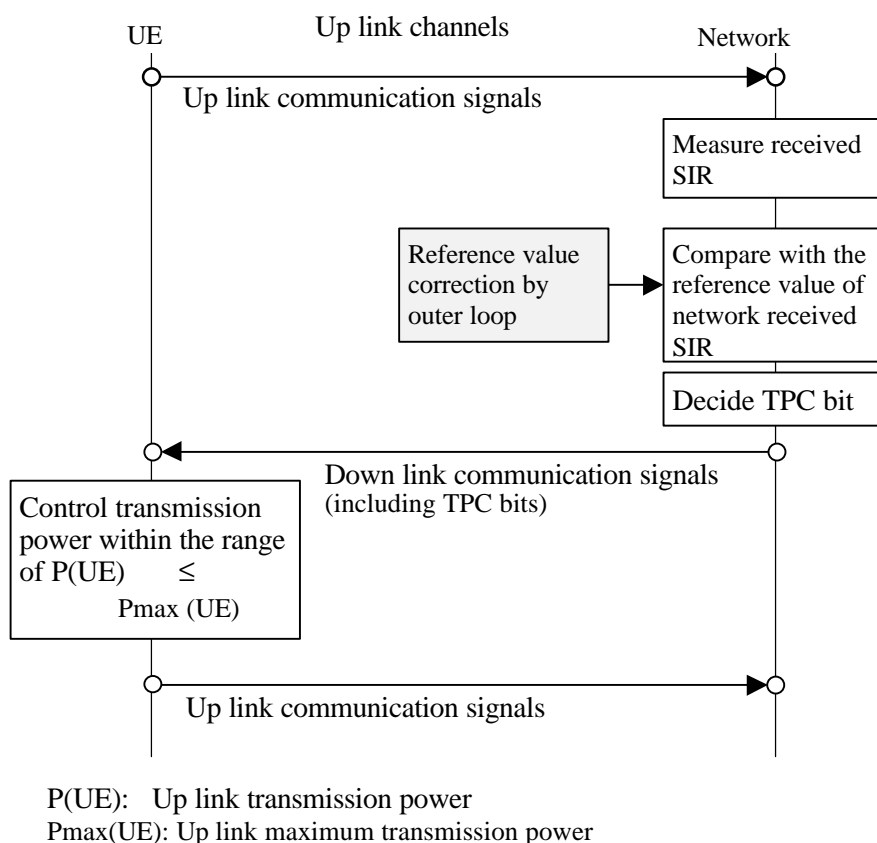 Up link channels
UE
Network
Up link communication signals
Measure received
SIR
Reference value
correction by
outer loop
Compare with the
reference value of
network received
SIR
Decide TPC bit
Down link communication signals
(including TPC bits)
Control transmission
power within the range
of P(UE) ≤
Pmax (UE)
Up link communication signals
P(UE): Up link transmission power
Pmax(UE): Up link maximum transmission power